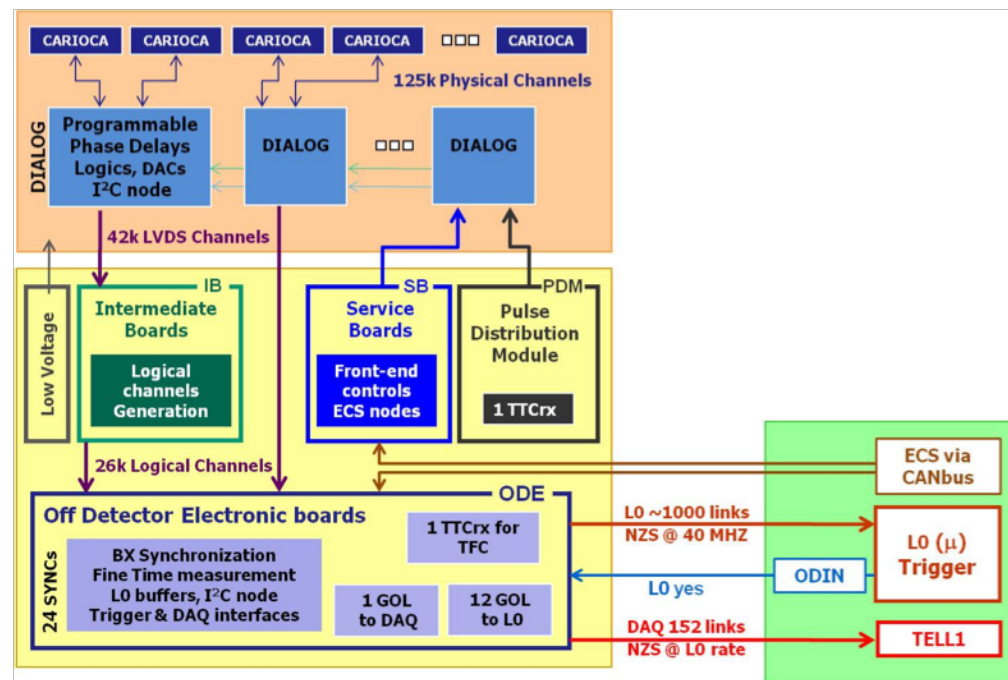 CARIOCA
CARIOCA
CARIOCA
CARIOCA
CARIOCA
125k Physical Channels
DIALOG
Programmable
Phase Delays
Logics, DACs
I²C node
DIALOG
DIALOG
42k LVDS Channels
Low Voltage
IB
Intermediate
Boards
Logical
channels
Generation
SB
Service
Boards
Front-end
controls
ECS nodes
PDM
Pulse
Distribution
Module
1 TTCrx
26k Logical Channels
ODE
Off Detector Electronic boards
24 SYNCs
BX Synchronization
Fine Time measurement
L0 buffers, I²C node
Trigger & DAQ interfaces
1 TTCrx for
TFC
1 GOL
to DAQ
12 GOL
to L0
ECS via
CANbus
L0 ~1000 links
NZS @ 40 MHZ
L0 (μ)
Trigger
L0 yes
ODIN
DAQ 152 links
NZS @ L0 rate
TELL1